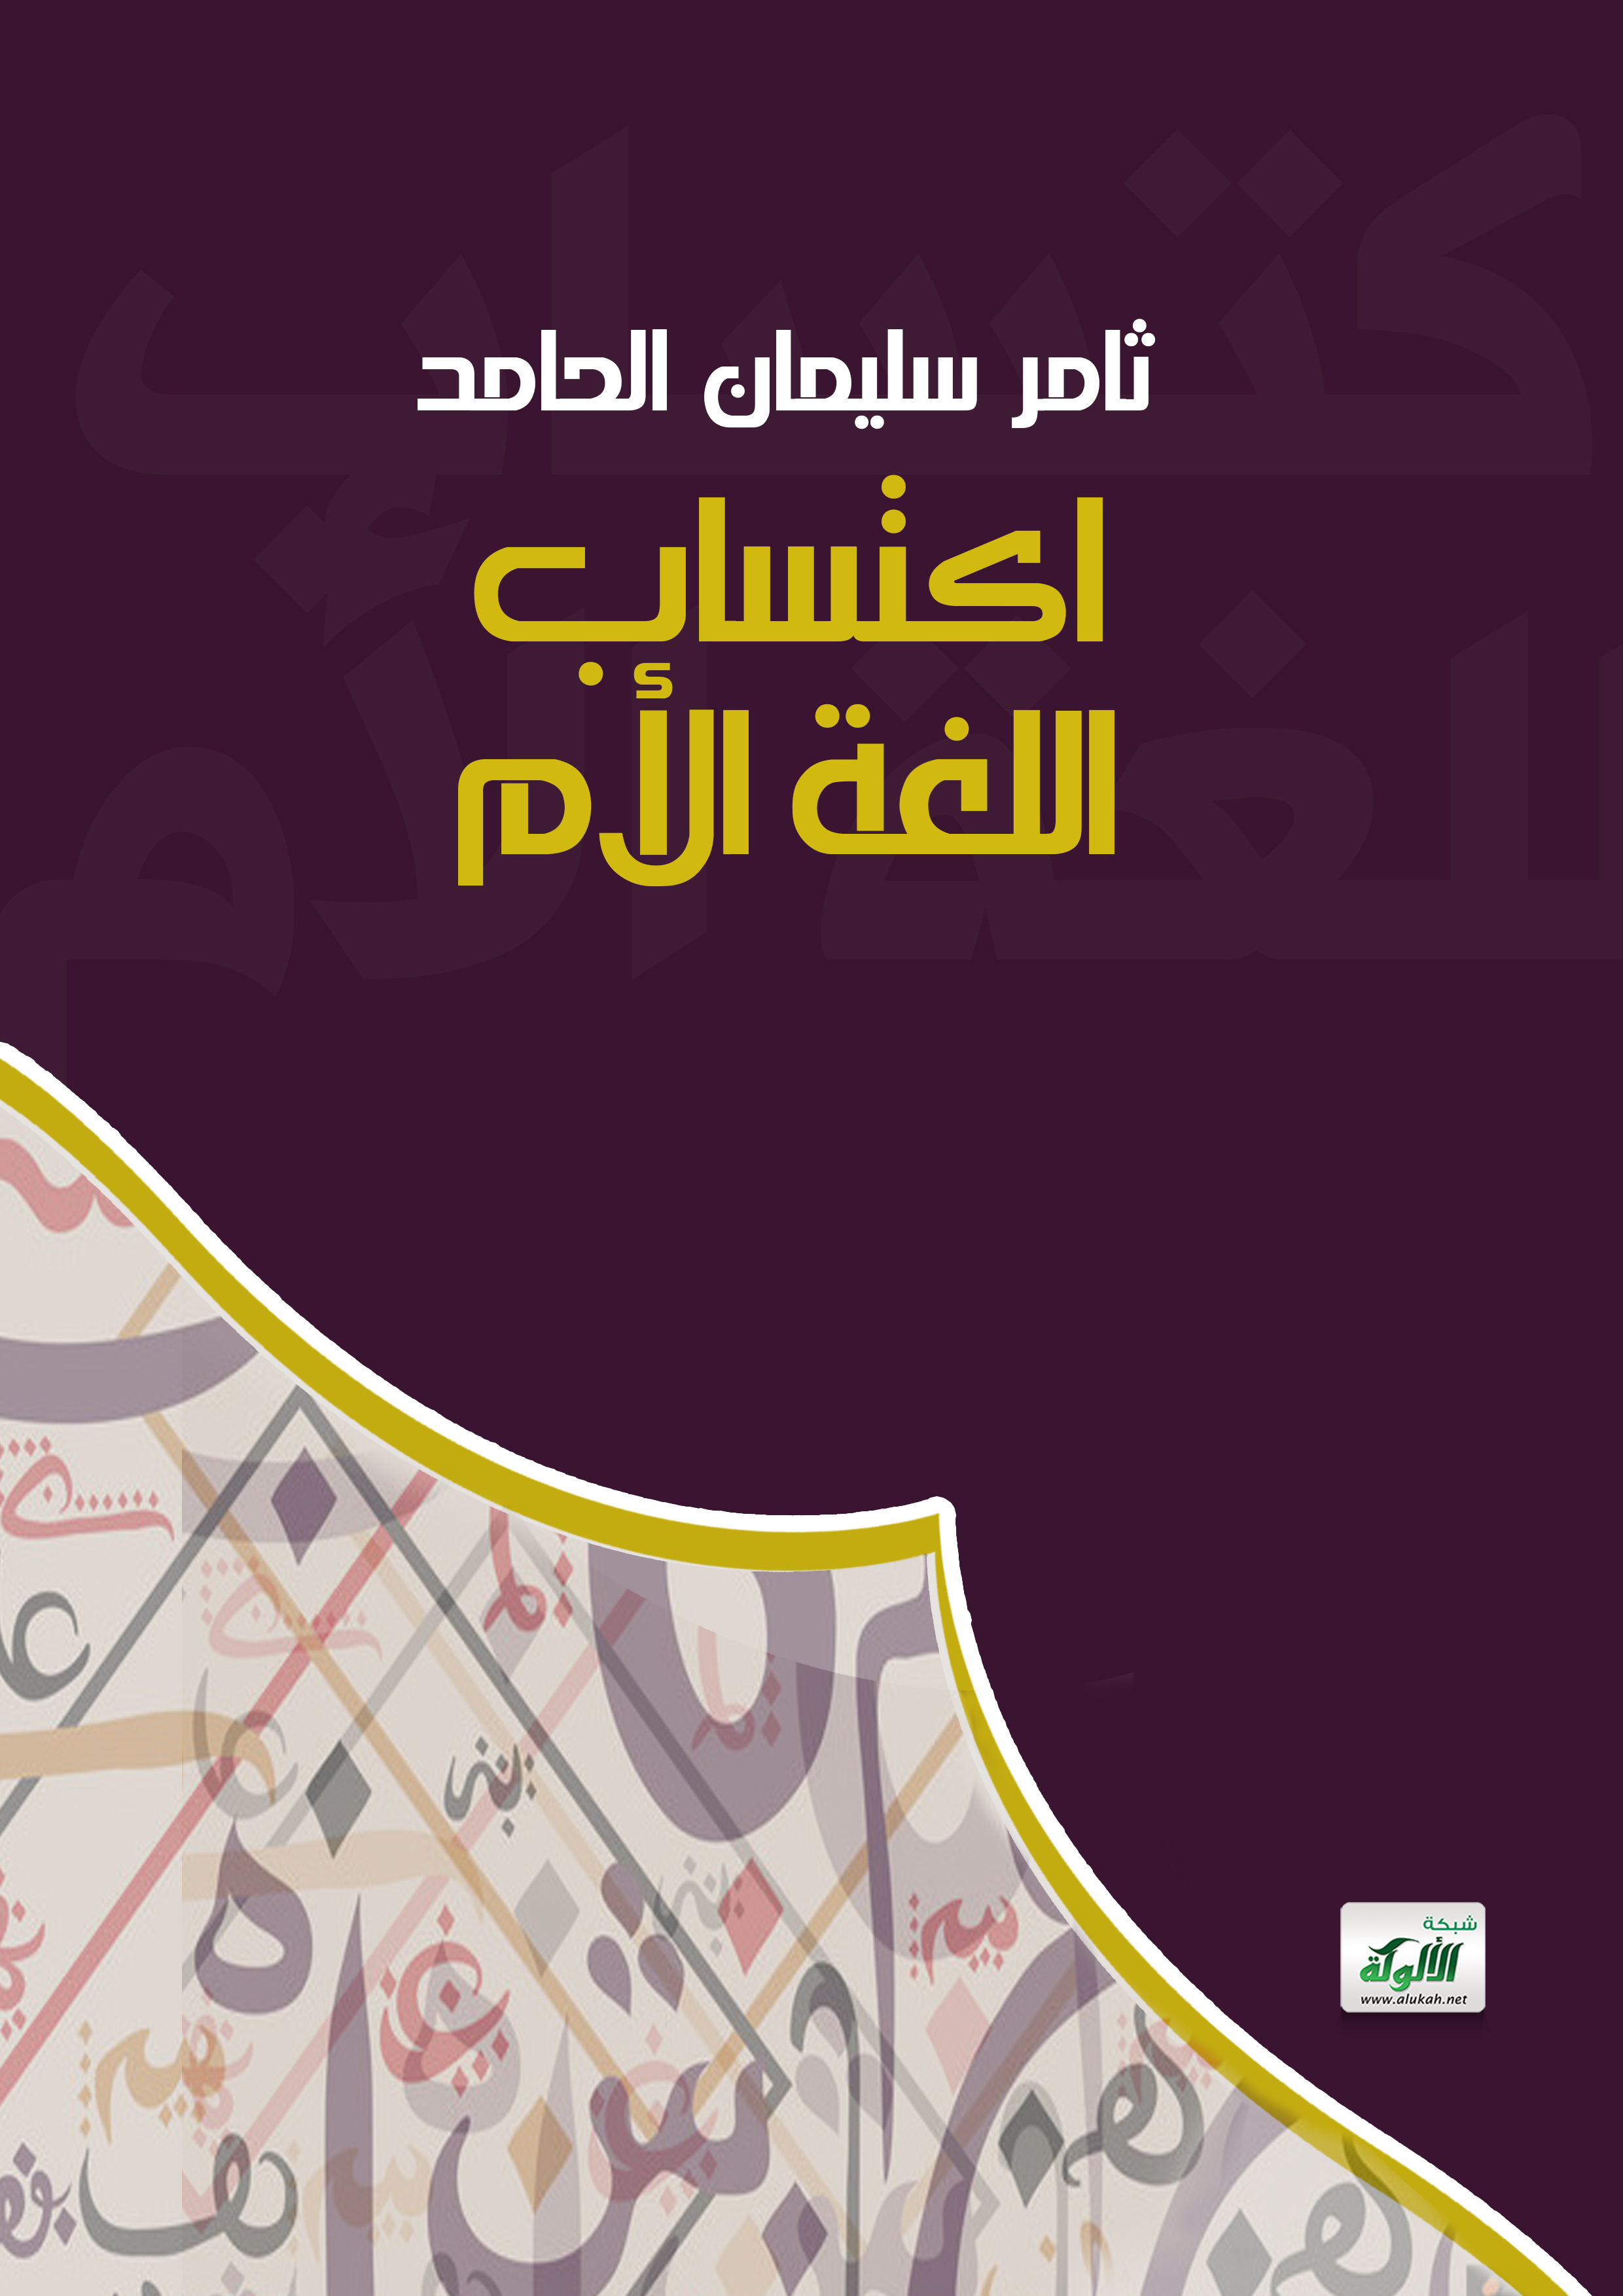 ثامر سليمان الحامد
اكتساب
اللغة الأم
شبكة
الألوكة
www.alukah.net